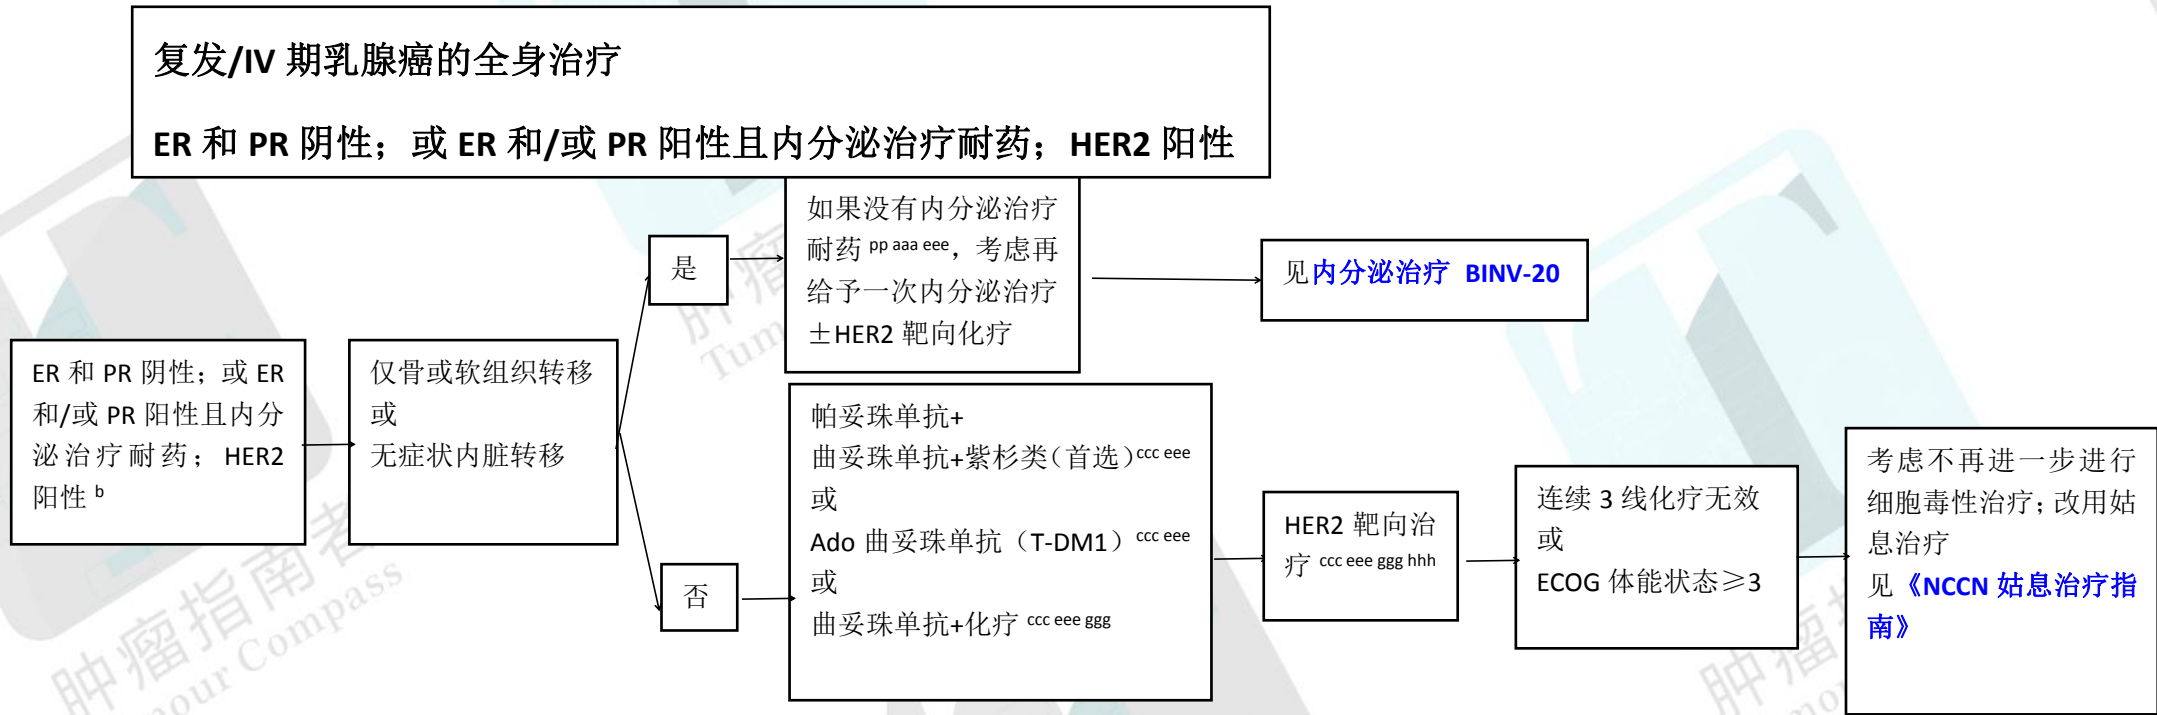 复发/IV 期乳腺癌的全身治疗
ER 和 PR 阴性；或 ER 和/或 PR 阳性且内分泌治疗耐药；HER2 阳性
ER 和 PR 阴性；或 ER
和/或 PR 阳性且内分
泌治疗耐药；HER2
阳性 b
仅骨或软组织转移
或
无症状内脏转移
是
如果没有内分泌治疗
耐药 pp aaa eee，考虑再
给予一次内分泌治疗
±HER2 靶向化疗
见内分泌治疗 BINV-20
否
帕妥珠单抗+
曲妥珠单抗+紫杉类（首选）ccc eee
或
Ado 曲妥珠单抗（T-DM1）ccc eee
或
曲妥珠单抗+化疗 ccc eee ggg
HER2 靶向治
疗 ccc eee ggg hhh
连续 3 线化疗无效
或
ECOG 体能状态≥3
考虑不再进一步进行
细胞毒性治疗；改用姑
息治疗
见《NCCN 姑息治疗指
南》
肿瘤指南者
Tumour Compass